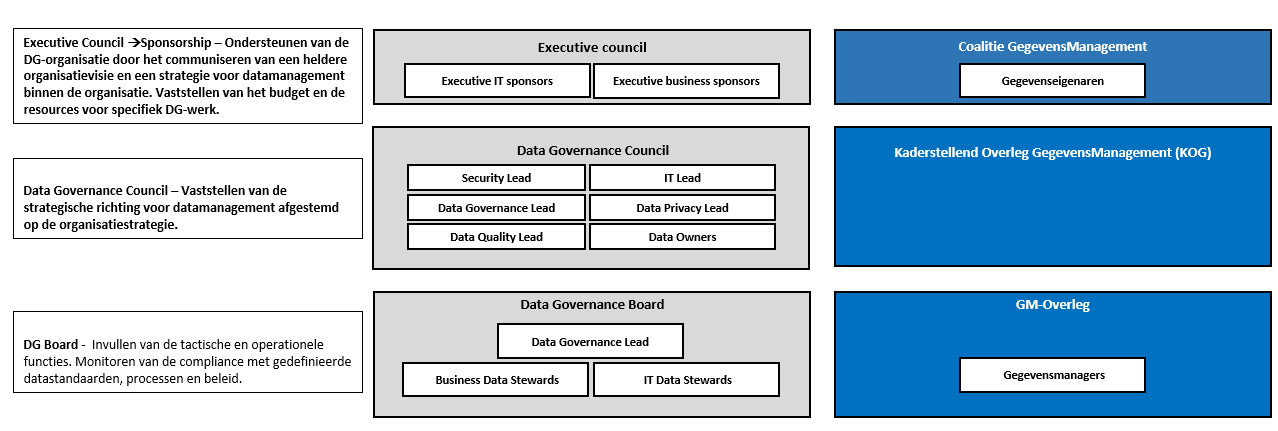 Executive Council →Sponsorship – Ondersteunen van de
DG-organisatie door het communiceren van een heldere
organisatievisie en een strategie voor datamanagement
binnen de organisatie. Vaststellen van het budget en de
resources voor specifiek DG-werk.
Executive council
Executive IT sponsors
Executive business sponsors
Coalitie GegevensManagement
Gegevenseigenaren
Data Governance Council – Vaststellen van de
strategische richting voor datamanagement afgestemd
op de organisatiestrategie.
Data Governance Council
Security Lead
IT Lead
Data Governance Lead
Data Privacy Lead
Data Quality Lead
Data Owners
Kaderstellend Overleg GegevensManagement (KOG)
DG Board - Invullen van de tactische en operationele
functies. Monitoren van de compliance met gedefinieerde
datastandaarden, processen en beleid.
Data Governance Board
Data Governance Lead
Business Data Stewards
IT Data Stewards
GM-Overleg
Gegevensmanagers